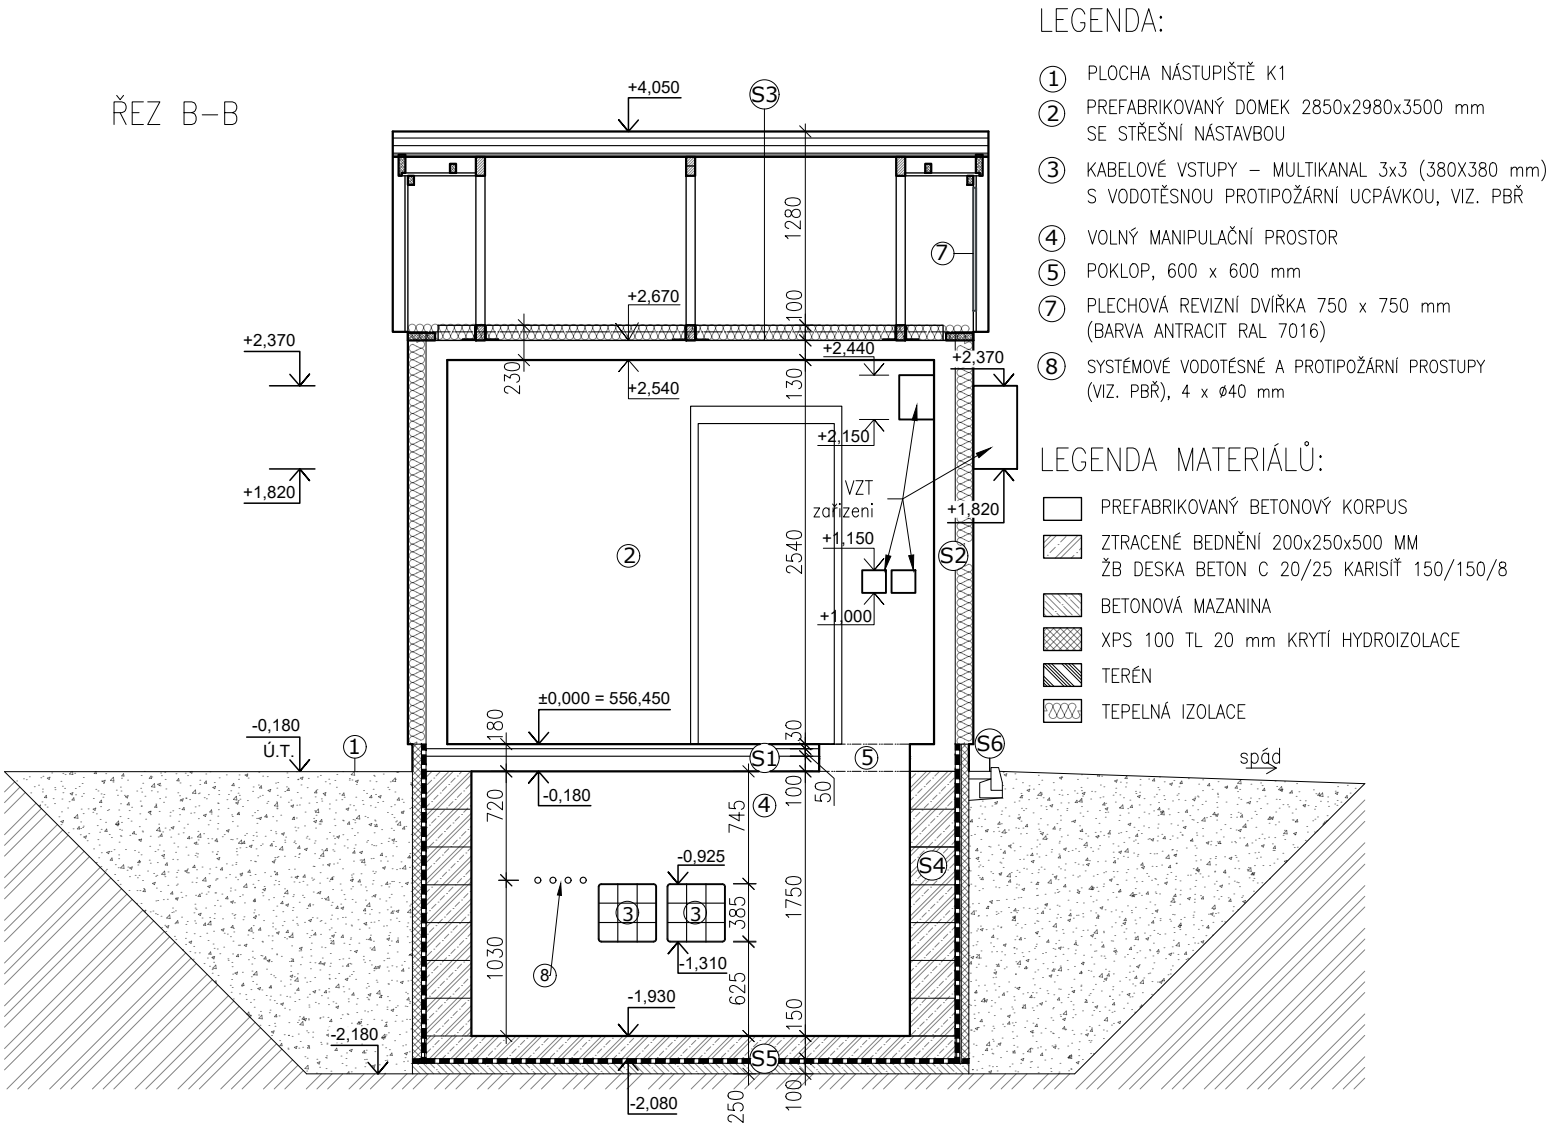 LEGENDA:
1 PLOCHA NÁSTUPIŠTĚ K1
2 PREFABRIKOVANÝ DOMEK 2850x2980x3500 mm
SE STŘEŠNÍ NÁSTAVBOU
3 KABELOVÉ VSTUPY – MULTIKANAL 3x3 (380X380 mm)
S VODOTĚSNOU PROTIPOŽÁRNÍ UCPÁVKOU, VIZ. PBŘ
4 VOLNÝ MANIPULAČNÍ PROSTOR
5 POKLOP, 600 x 600 mm
7 PLECHOVÁ REVIZNÍ DVÍŘKA 750 x 750 mm
(BARVA ANTRACIT RAL 7016)
8 SYSTÉMOVÉ VODOTÉSNÉ A PROTIPOŽÁRNÍ PROSTUPY
(VIZ. PBŘ), 4 x ø40 mm
LEGENDA MATERIÁLŮ:
PREFABRIKOVANÝ BETONOVÝ KORPUS
ZTRACENÉ BEDNĚNÍ 200x250x500 MM
ŽB DESKA BETON C 20/25 KARISÍŤ 150/150/8
BETONOVÁ MAZANINA
XPS 100 TL 20 mm KRYTÍ HYDROIZOLACE
TERÉN
TEPELNÁ IZOLACE
ŘEZ B–B
+4,050
S3
1280
7
+2,670
100
+2,370
230
+2,540
+2,440
130
+2,370
+2,150
+1,820
VZT
zařízeni
+1,820
+1,150
2
2540
S2
+1,000
±0,000 = 556,450
-0,180
Ú.T.
1
180
30
S1
5
S6
spád
-0,180
720
4
745
100
50
-0,925
S4
3
3
385
1750
8
1030
-1,310
625
-1,930
150
-2,180
S5
-2,080
250
100